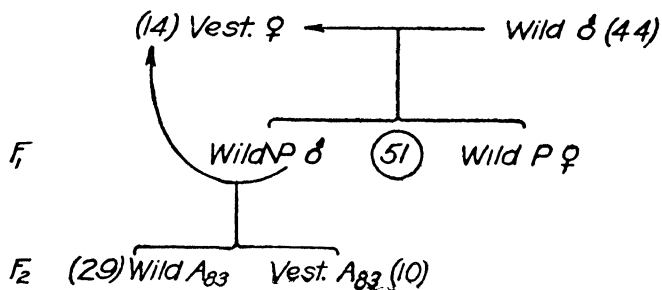 (14) Vest. ♀ Wild ♂ (44)
F₁ Wild P ♂ 51 Wild P ♀
F₂ (29) Wild A₈₃ Vest. A₈₃ (10)